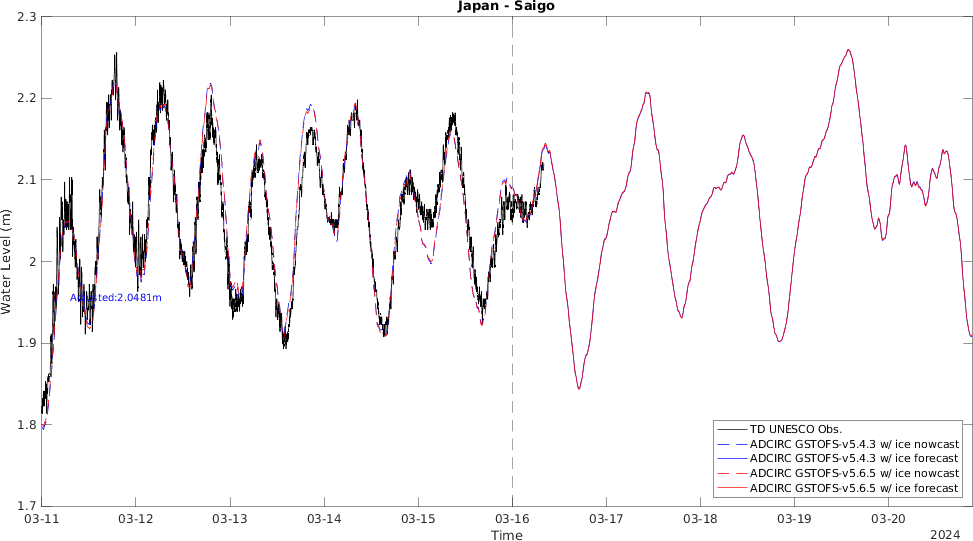 Japan - Saigo
2.3
2.2
2.1
2
1.9
1.8
1.7
Water Level (m)
Adjusted:2.0481m
TD UNESCO Obs.
ADCIRC GSTOFS-v5.4.3 w/ ice nowcast
ADCIRC GSTOFS-v5.4.3 w/ ice forecast
ADCIRC GSTOFS-v5.6.5 w/ ice nowcast
ADCIRC GSTOFS-v5.6.5 w/ ice forecast
03-11 03-12 03-13 03-14 03-15 03-16 03-17 03-18 03-19 03-20
Time
2024